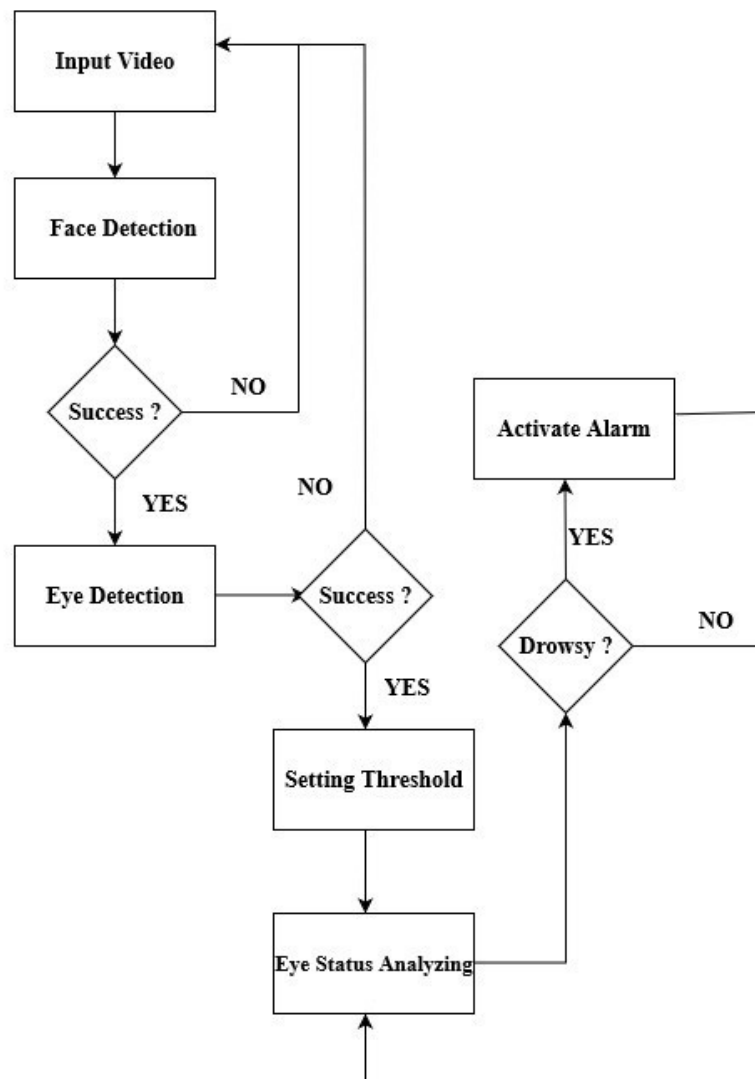 Input Video
Face Detection
Success ?
NO
YES
Eye Detection
NO
Success ?
YES
Setting Threshold
Eye Status Analyzing
Drowsy ?
YES
NO
Activate Alarm